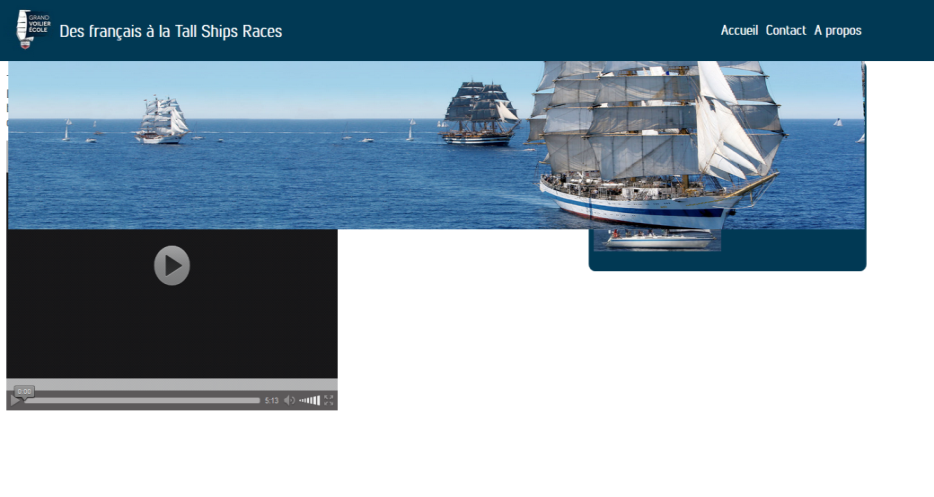 GRAND
VOILIER
ÉCOLE
Des français à la Tall Ships Races
Accueil Contact A propos
0:00
5:13